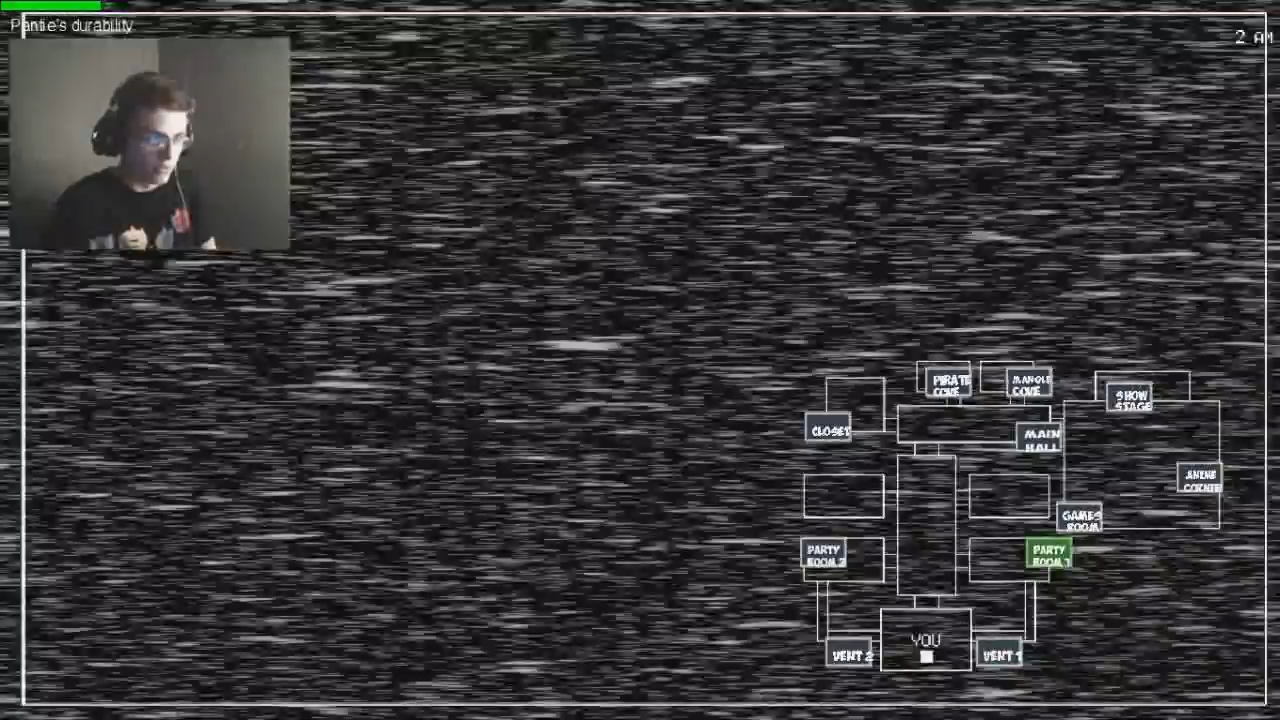 Pantie's durability
2 AM
PIRATE
COVE
MANGLE
COVE
SHOW
STAGE
CLOSET
MAIN
HALL
ANIME
CORNER
GAMES
ROOM
PARTY
ROOM 2
PARTY
ROOM 1
YOU
VENT 2
VENT 1